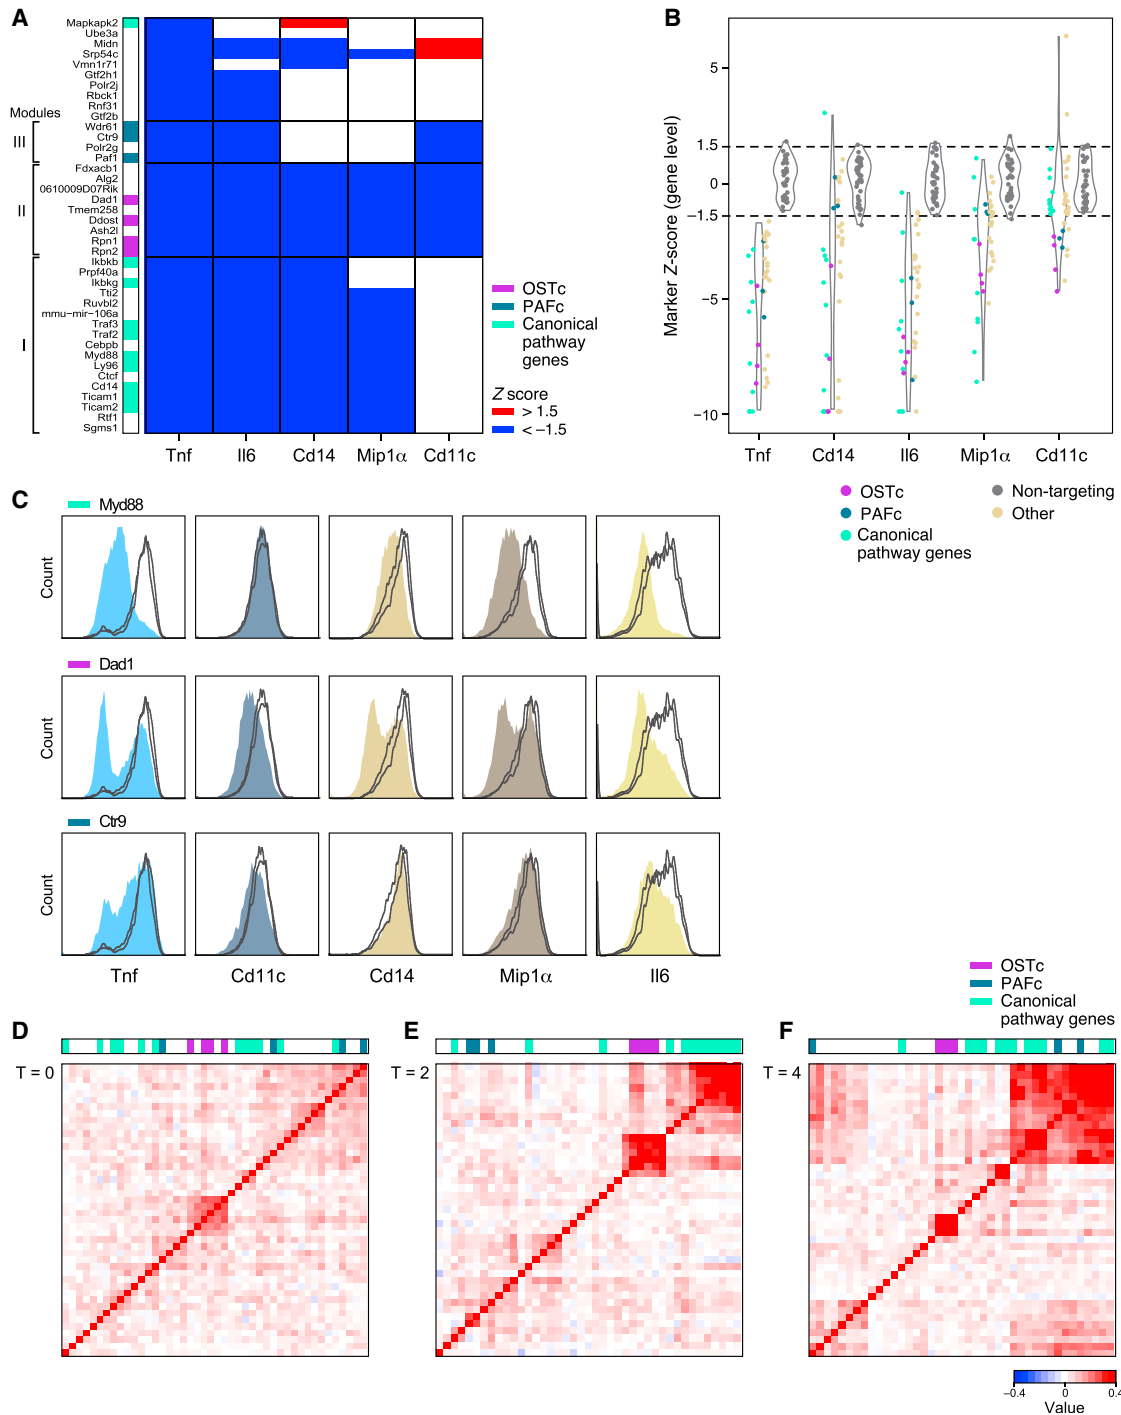 A
Mapkapk2
Ube3a
Midn
Srp54c
Vmn1r71
Gtf2h1
Polr2j
Rbck1
Rnf31
Gtf2b
Wdr61
Ctr9
Polr2g
Paf1
Fdxacb1
Alg2
0610009D07Rik
Dad1
Tmem258
Ddost
Ash2l
Rpn1
Rpn2
Ikbkb
Prpf40a
Ikbkg
Tti2
Ruvbl2
mmu−mir−106a
Traf3
Traf2
Cebpb
Myd88
Ly96
Ctcf
Cd14
Ticam1
Ticam2
Rtf1
Sgms1
Modules
III
II
I
Tnf
Il6
Cd14
Mip1α
Cd11c
OSTc
PAFc
Canonical
pathway
genes
Z score
> 1.5
< −1.5
B
Marker Z-score (gene level)
5
1.5
0
−1.5
−5
−10
Tnf
Cd14
Il6
Mip1α
Cd11c
OSTc
PAFc
Canonical
pathway genes
Non-targeting
Other
C
Myd88
Count
Dad1
Count
Ctr9
Count
Tnf
Cd11c
Cd14
Mip1α
Il6
OSTc
PAFc
Canonical
pathway genes
D
T = 0
E
T = 2
F
T = 4
−0.4
0
0.4
Value